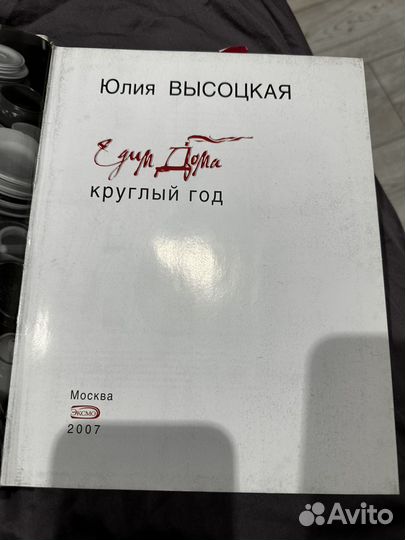 Юлия ВЫСОЦКАЯ
Едим Дома
круглый год
Москва
ЭКСМО
2007
Avito